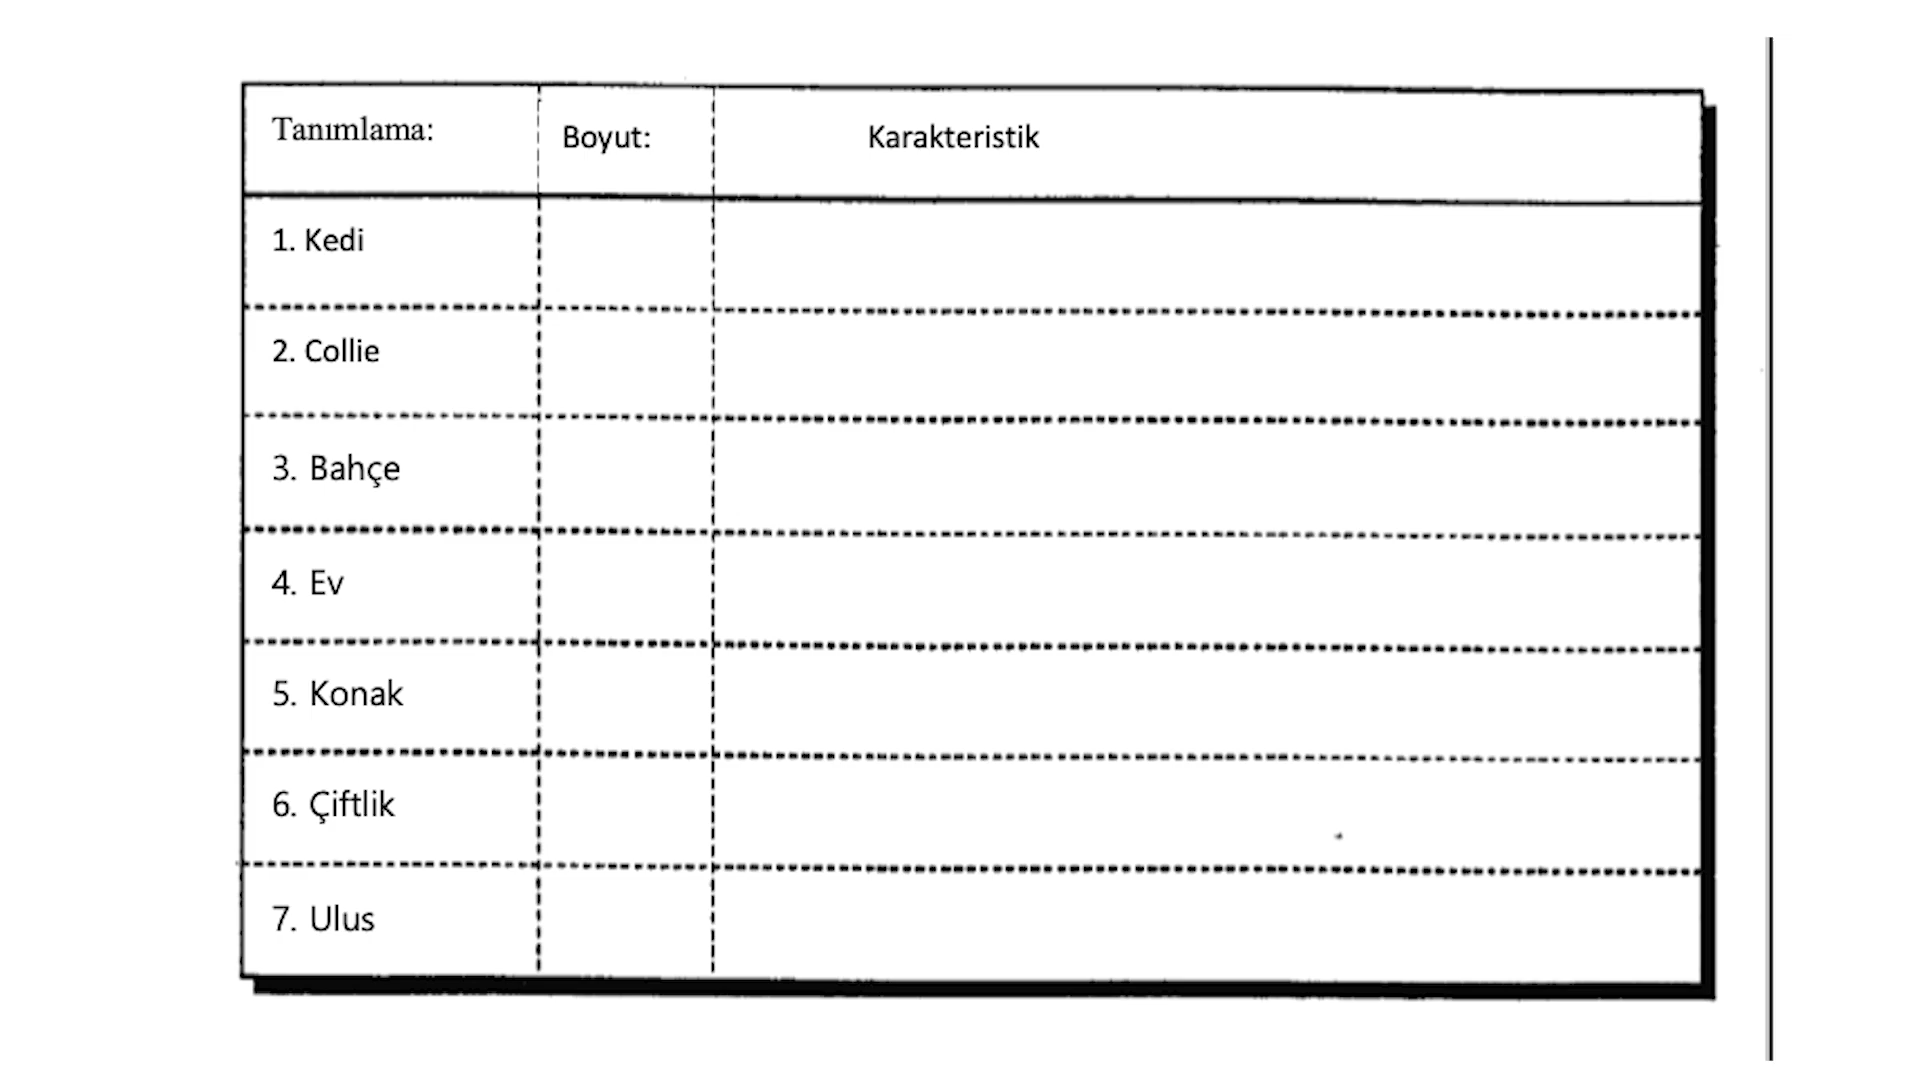 Tanımlama: Boyut: Karakteristik
1. Kedi
2. Collie
3. Bahçe
4. Ev
5. Konak
6. Çiftlik
7. Ulus